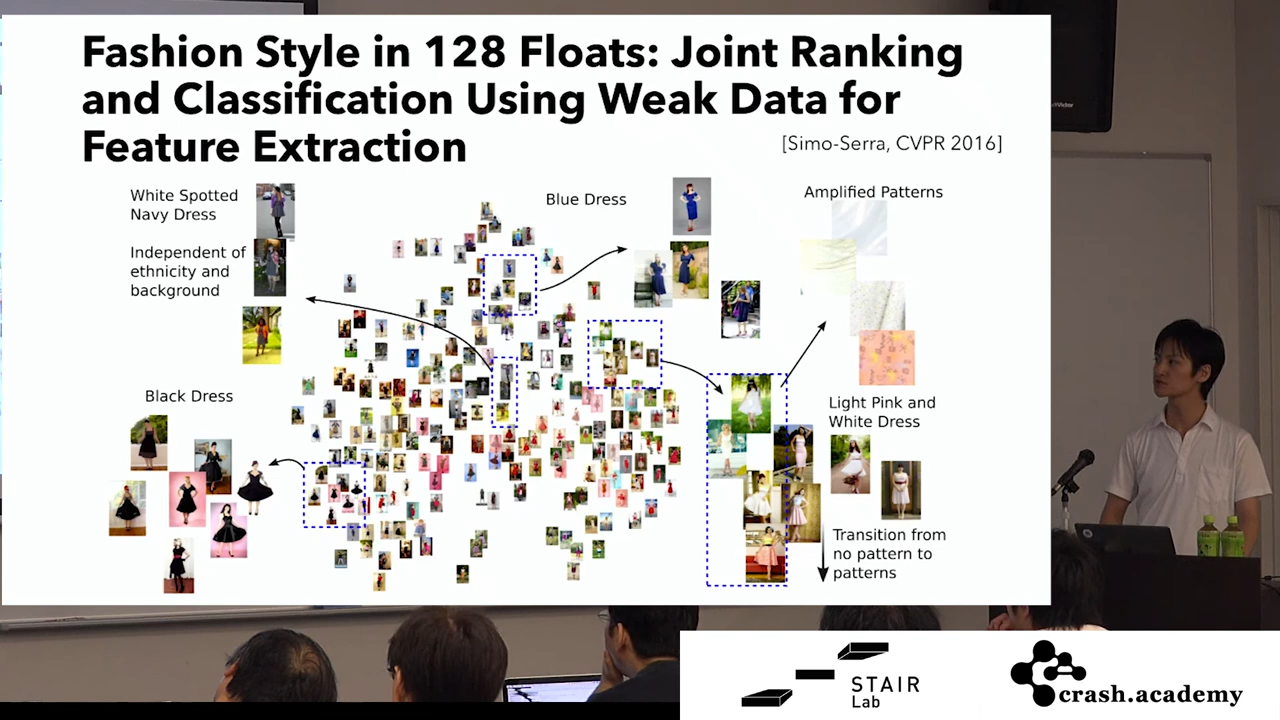 Fashion Style in 128 Floats: Joint Ranking
and Classification Using Weak Data for
Feature Extraction
[Simo-Serra, CVPR 2016]
White Spotted
Navy Dress
Independent of
ethnicity and
background
Blue Dress
Amplified Patterns
Black Dress
Light Pink and
White Dress
Transition from
no pattern to
patterns
STAIR
Lab
crash.academy